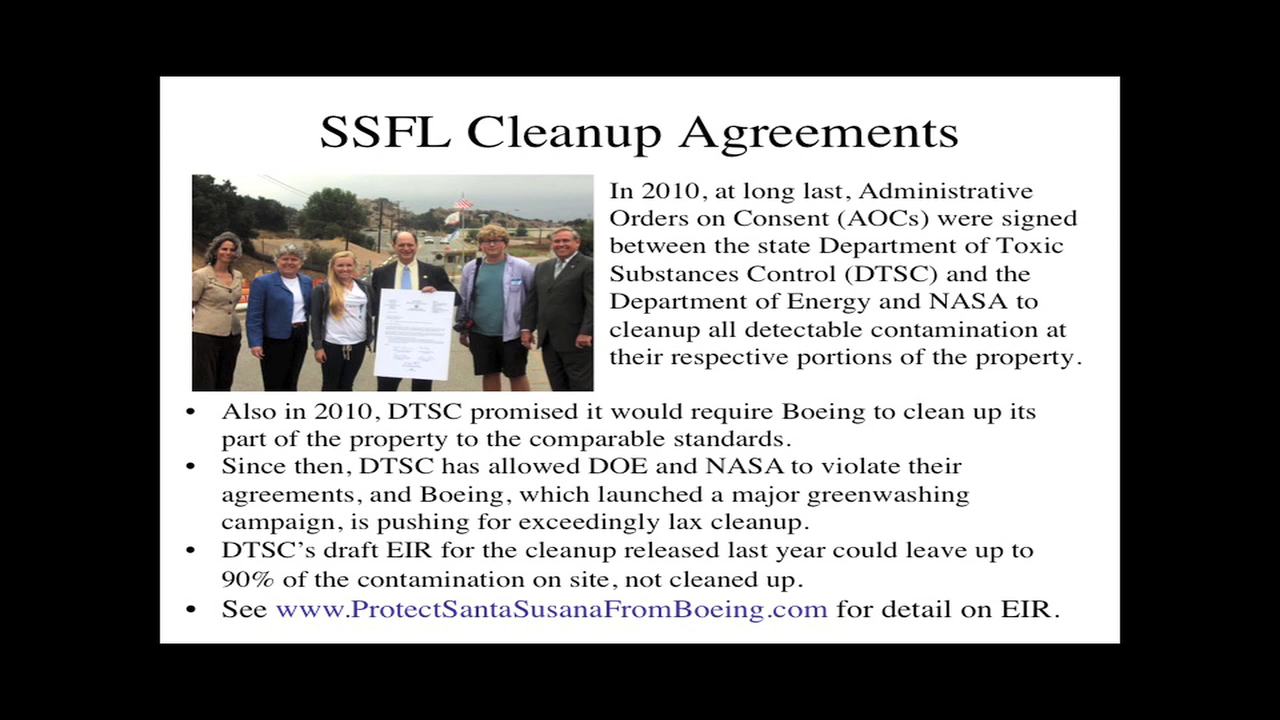 SSFL Cleanup Agreements
In 2010, at long last, Administrative
Orders on Consent (AOCs) were signed
between the state Department of Toxic
Substances Control (DTSC) and the
Department of Energy and NASA to
cleanup all detectable contamination at
their respective portions of the property.
• Also in 2010, DTSC promised it would require Boeing to clean up its
part of the property to the comparable standards.
• Since then, DTSC has allowed DOE and NASA to violate their
agreements, and Boeing, which launched a major greenwashing
campaign, is pushing for exceedingly lax cleanup.
• DTSC’s draft EIR for the cleanup released last year could leave up to
90% of the contamination on site, not cleaned up.
• See www.ProtectSantaSusanaFromBoeing.com for detail on EIR.